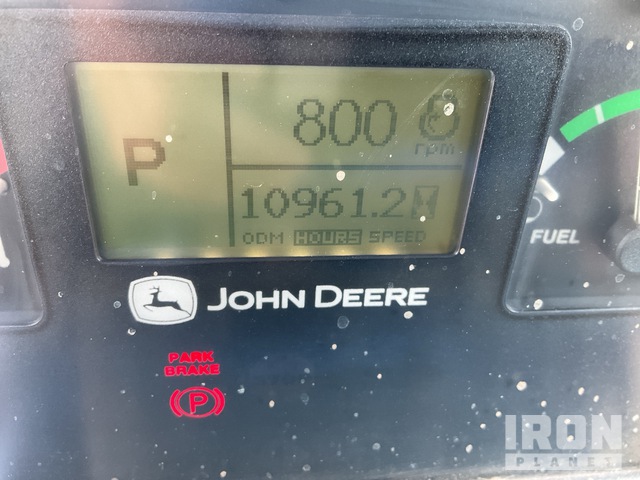 P
800
rpm
10961.2
ODM HOURS SPEED
FUEL
JOHN DEERE
PARK
BRAKE
P
IRON
PLANET